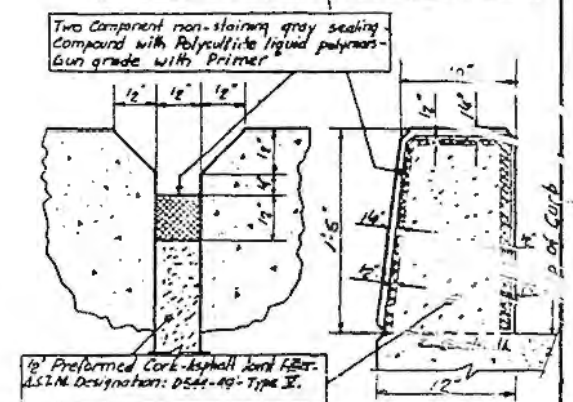 Two Component non-staining gray sealing
Compound with Polysulfide liquid polymers-
Gun grade with Primer
1/2" 1/2" 1/2"
1/2"
1/2"
1/2"
1/4"
1/2"
1'-6"
1/4"
12"
of Curb
1/2" Preformed Cork-Asphalt Joint Filler-
A.S.T.M. Designation: D544-49- Type V.